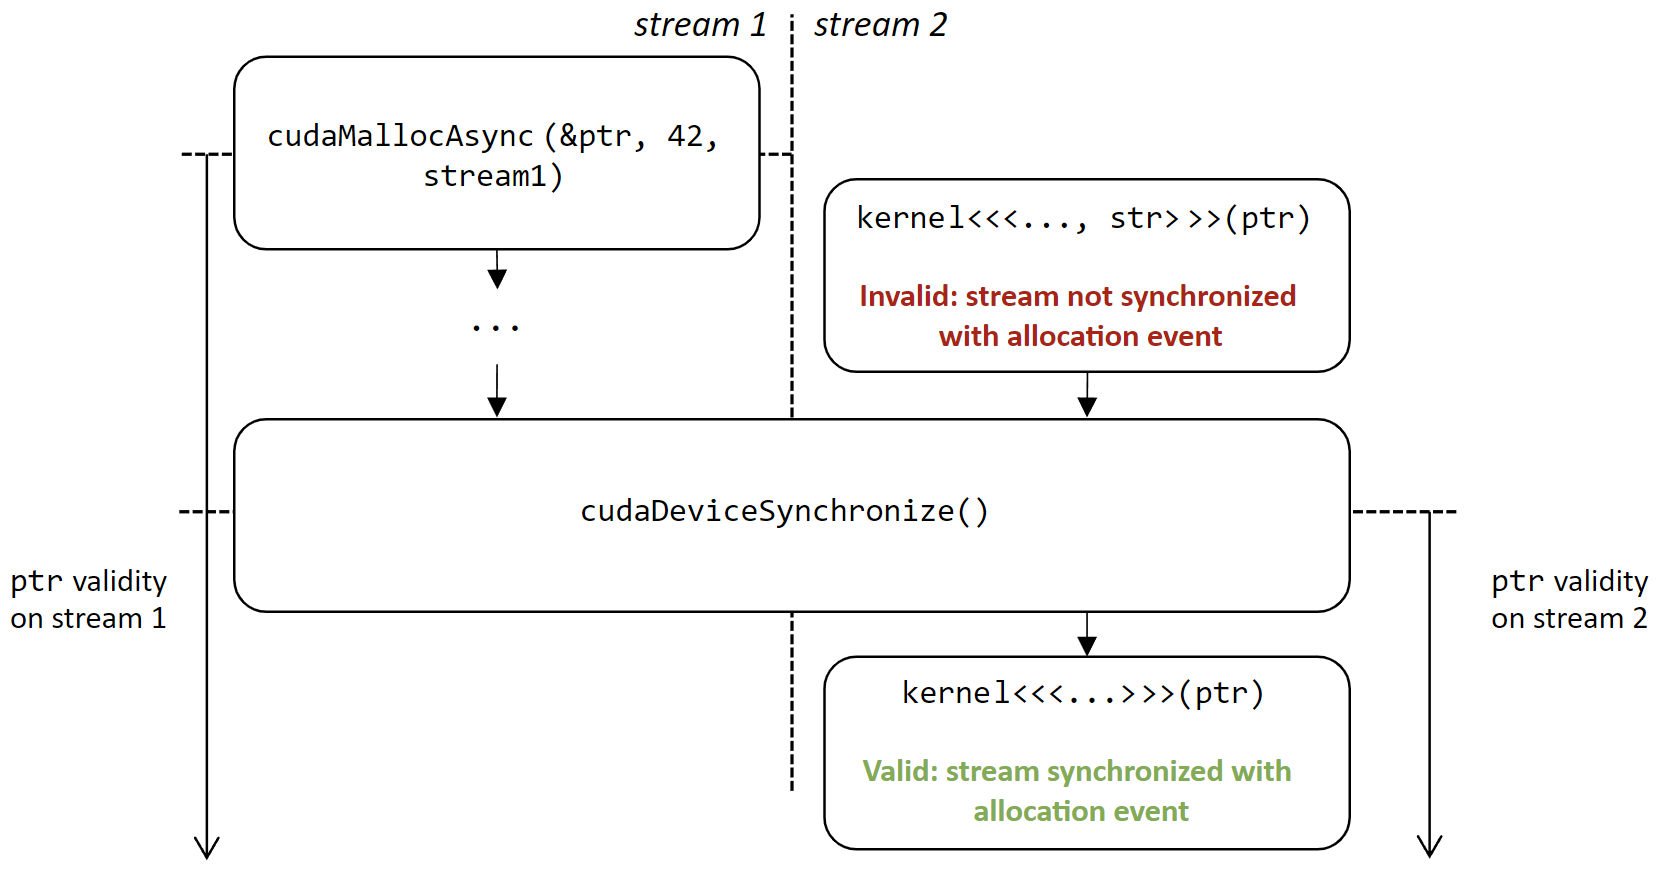 stream 1
stream 2
cudaMallocAsync(&ptr, 42,
stream1)
kernel<<<..., str>>>(ptr)
Invalid: stream not synchronized
with allocation event
...
cudaDeviceSynchronize()
ptr validity
on stream 1
ptr validity
on stream 2
kernel<<<...>>>(ptr)
Valid: stream synchronized with
allocation event